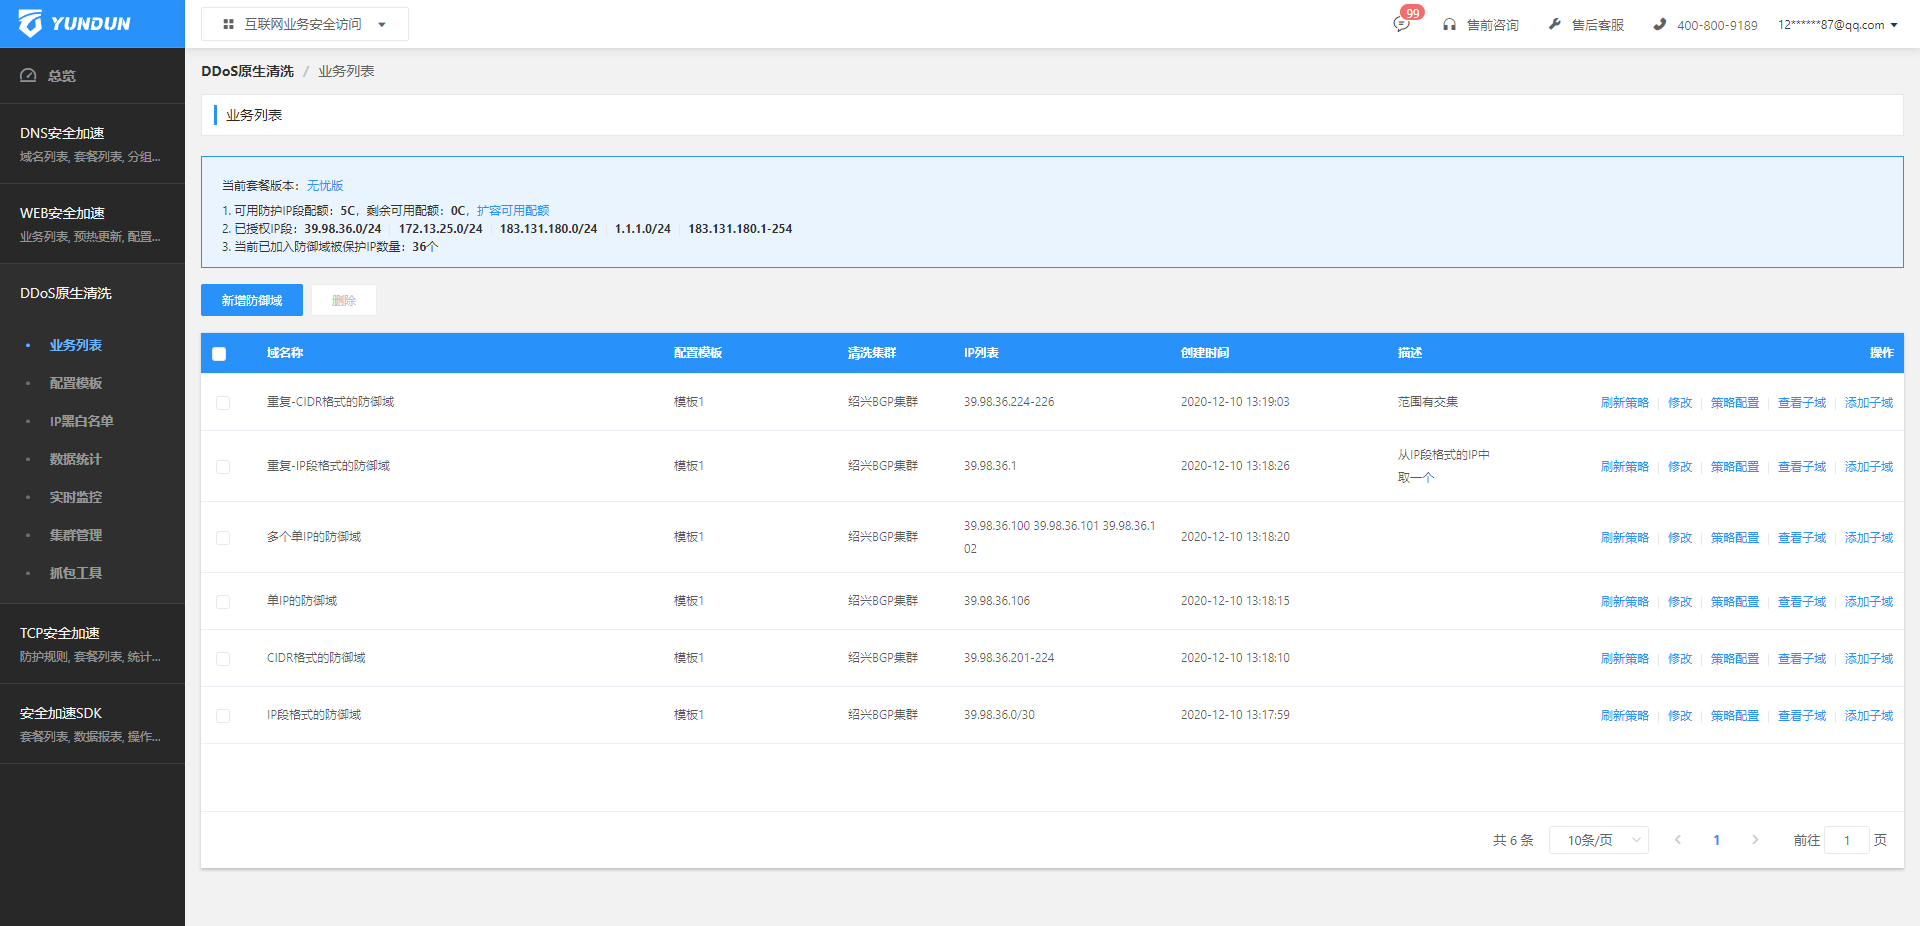 YUNDUN
互联网业务安全访问
99
售前咨询
售后客服
400-800-9189
12******87@qq.com
总览
DNS安全加速
域名列表, 套餐列表, 分组...
WEB安全加速
业务列表, 预热更新, 配置...
DDoS原生清洗
业务列表
配置模板
IP黑白名单
数据统计
实时监控
集群管理
抓包工具
TCP安全加速
防护规则, 套餐列表, 统计...
安全加速SDK
套餐列表, 数据报表, 操作...
DDoS原生清洗 / 业务列表
业务列表
当前套餐版本：无忧版
1. 可用防护IP段配额：5C，剩余可用配额：0C，扩容可用配额
2. 已授权IP段：39.98.36.0/24 172.13.25.0/24 183.131.180.0/24 1.1.1.0/24 183.131.180.1-254
3. 当前已加入防御域被保护IP数量：36个
新增防御域 删除
域名称 配置模板 清洗集群 IP列表 创建时间 描述 操作
重复-CIDR格式的防御域 模板1 绍兴BGP集群 39.98.36.224-226 2020-12-10 13:19:03 范围有交集 刷新策略 修改 策略配置 查看子域 添加子域
重复-IP段格式的防御域 模板1 绍兴BGP集群 39.98.36.1 2020-12-10 13:18:26 从IP段格式的IP中
取一个 刷新策略 修改 策略配置 查看子域 添加子域
多个单IP的防御域 模板1 绍兴BGP集群 39.98.36.100 39.98.36.101 39.98.36.1
02 2020-12-10 13:18:20 刷新策略 修改 策略配置 查看子域 添加子域
单IP的防御域 模板1 绍兴BGP集群 39.98.36.106 2020-12-10 13:18:15 刷新策略 修改 策略配置 查看子域 添加子域
CIDR格式的防御域 模板1 绍兴BGP集群 39.98.36.201-224 2020-12-10 13:18:10 刷新策略 修改 策略配置 查看子域 添加子域
IP段格式的防御域 模板1 绍兴BGP集群 39.98.36.0/30 2020-12-10 13:17:59 刷新策略 修改 策略配置 查看子域 添加子域
共 6 条 10条/页 1 前往 1 页